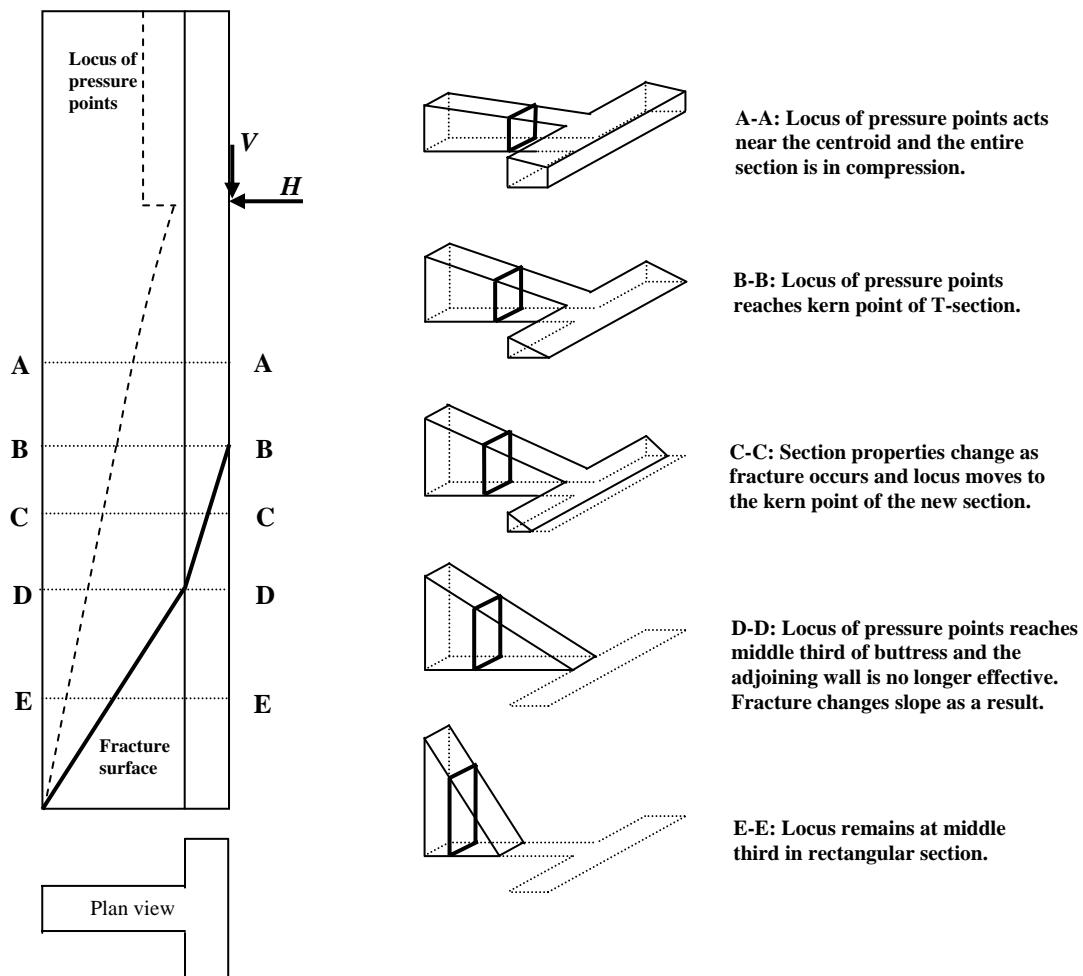 Locus of
pressure
points
V
H
A
A
B
B
C
C
D
D
E
E
Fracture
surface
Plan view
A-A: Locus of pressure points acts
near the centroid and the entire
section is in compression.
B-B: Locus of pressure points
reaches kern point of T-section.
C-C: Section properties change as
fracture occurs and locus moves to
the kern point of the new section.
D-D: Locus of pressure points reaches
middle third of buttress and the
adjoining wall is no longer effective.
Fracture changes slope as a result.
E-E: Locus remains at middle
third in rectangular section.